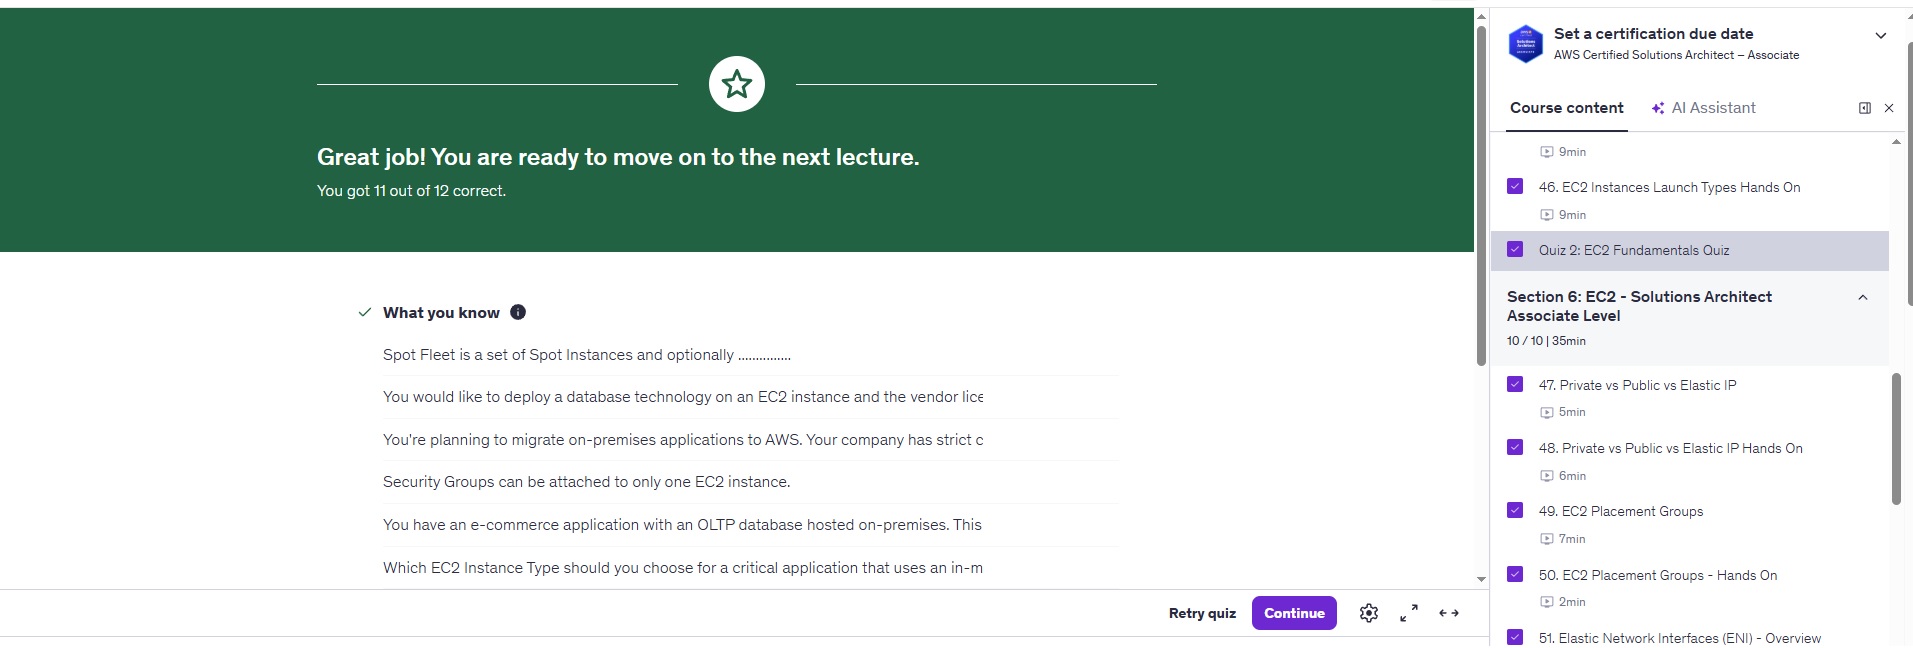 Great job! You are ready to move on to the next lecture.
You got 11 out of 12 correct.
What you know
Spot Fleet is a set of Spot Instances and optionally ...............
You would like to deploy a database technology on an EC2 instance and the vendor lice
You're planning to migrate on-premises applications to AWS. Your company has strict c
Security Groups can be attached to only one EC2 instance.
You have an e-commerce application with an OLTP database hosted on-premises. This
Which EC2 Instance Type should you choose for a critical application that uses an in-m
Retry quiz
Continue
Set a certification due date
AWS Certified Solutions Architect – Associate
Course content
AI Assistant
9min
46. EC2 Instances Launch Types Hands On
9min
Quiz 2: EC2 Fundamentals Quiz
Section 6: EC2 - Solutions Architect
Associate Level
10 / 10 | 35min
47. Private vs Public vs Elastic IP
5min
48. Private vs Public vs Elastic IP Hands On
6min
49. EC2 Placement Groups
7min
50. EC2 Placement Groups - Hands On
2min
51. Elastic Network Interfaces (ENI) - Overview